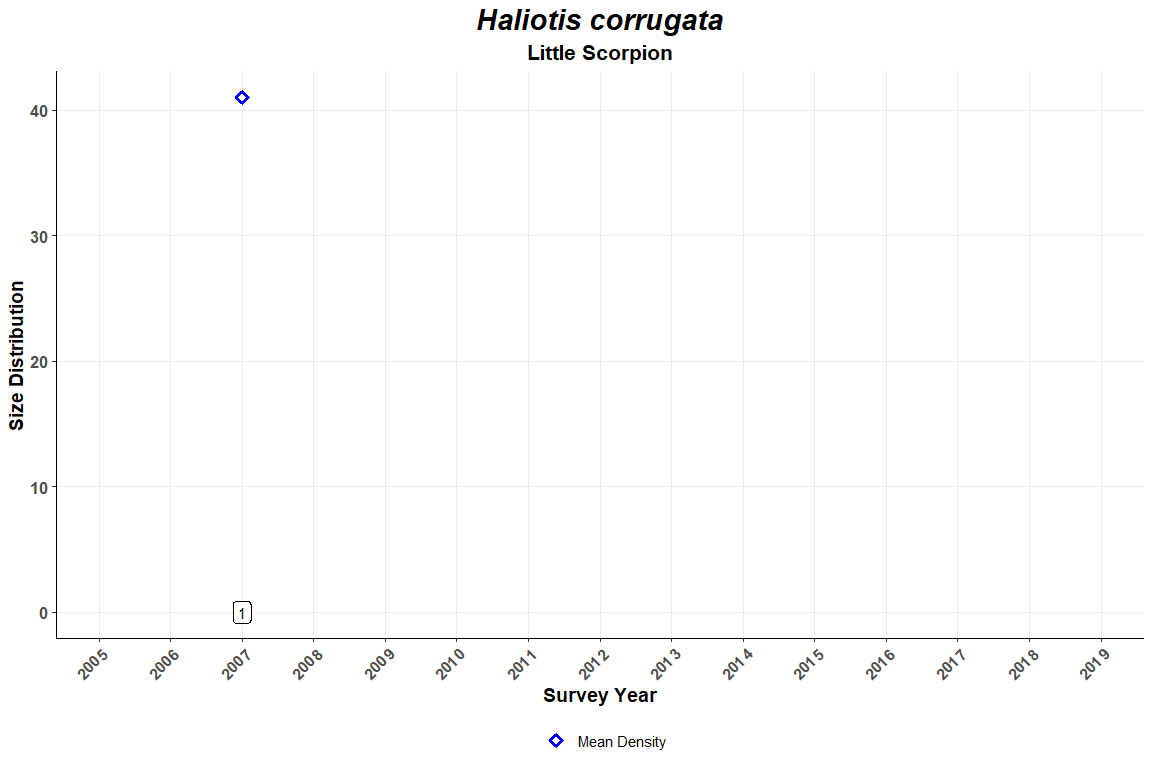 Haliotis corrugata
Little Scorpion
Size Distribution
40
30
20
10
0
1
2005 2006 2007 2008 2009 2010 2011 2012 2013 2014 2015 2016 2017 2018 2019
Survey Year
Mean Density